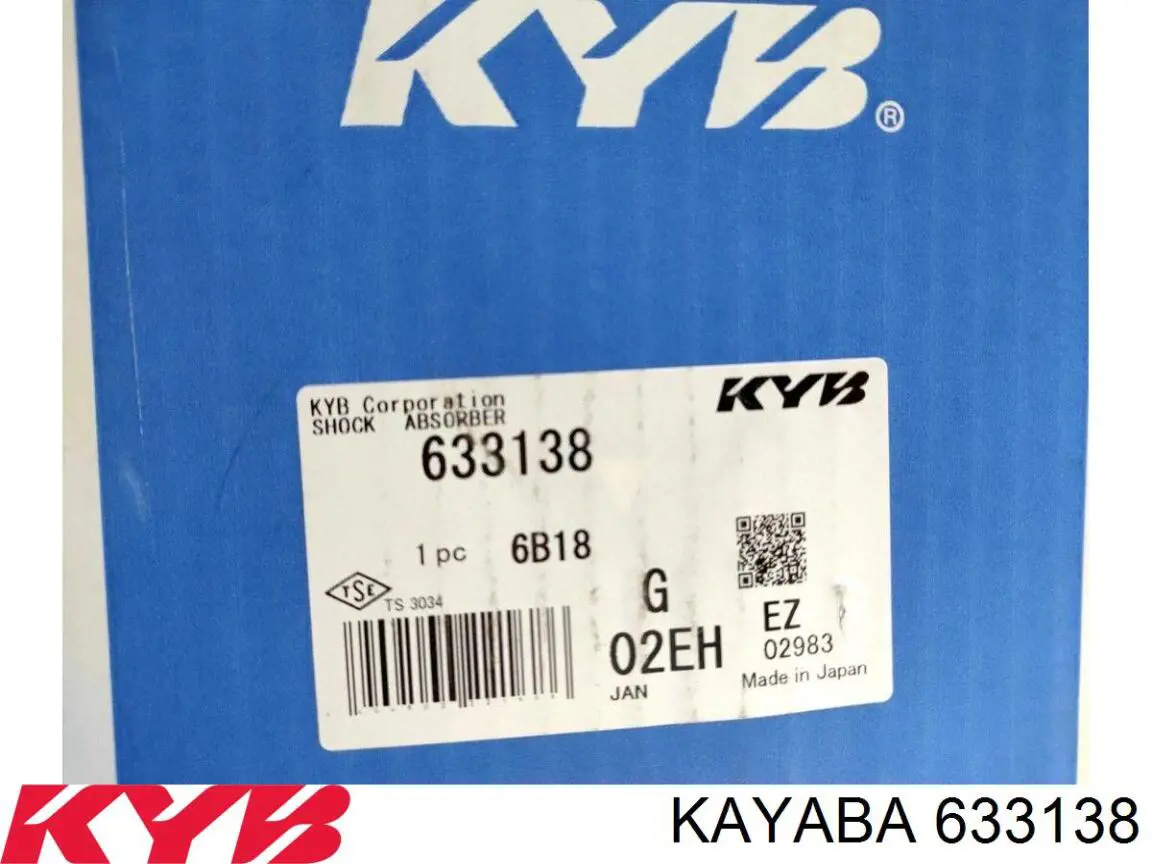 KYB®
KYB Corporation
KYB
SHOCK ABSORBER
633138
1 pc 6B18
TSE
TS 3034
G
EZ
02EH
02983
JAN
Made in Japan
KYB
KAYABA 633138